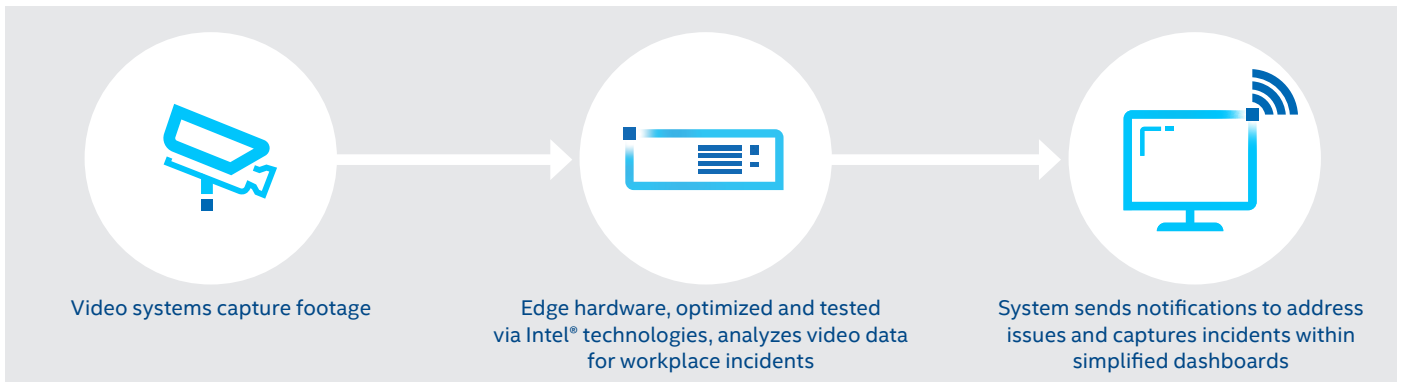 Video systems capture footage
Edge hardware, optimized and tested
via Intel® technologies, analyzes video data
for workplace incidents
System sends notifications to address
issues and captures incidents within
simplified dashboards